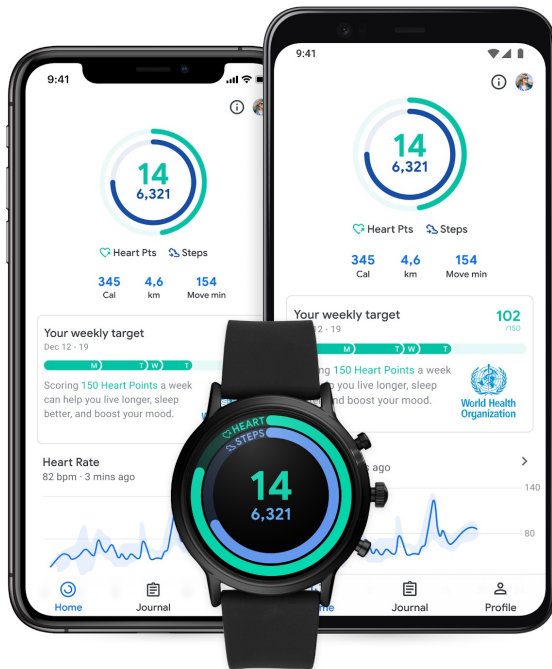 9:41
14
6,321
Heart Pts Steps
345 4,6 154
Cal km Move min
Your weekly target
Dec 12 - 19
M T W T
Scoring 150 Heart Points a week
can help you live longer, sleep
better, and boost your mood.
Heart Rate
82 bpm · 3 mins ago
Home Journal
9:41
14
6,321
Heart Pts Steps
345 4,6 154
Cal km Move min
Your weekly target 102
12 - 19 /150
M T W T
150 Heart Points a week
you live longer, sleep
and boost your mood.
World Health
Organization
ago
140
80
Journal Profile
HEART
STEPS
14
6,321